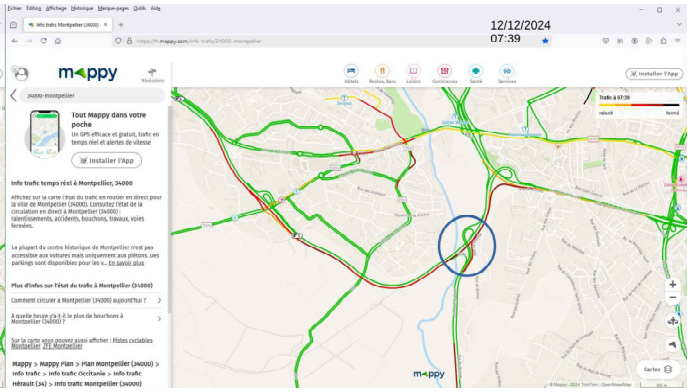 Fichier Édition Affichage Historique Marque-pages Outils Aide
Info trafic Montpellier (34000) :
12/12/2024
07:39
https://fr.mappy.com/info-trafic/34000-montpellier
mappy
Itinéraires
Hôtels
Restos, Bars
Loisirs
Commerces
Santé
Services
Installer l'App
34000-montpellier
Tout Mappy dans votre
poche
Un GPS efficace et gratuit, trafic en
temps réel et alertes de vitesse
Installer l'App
Trafic à 07:39
ralenti
fermé
Info trafic temps réel à Montpellier, 34000
Affichez sur la carte l'état du trafic en routier en direct pour
la ville de Montpellier (34000). Consultez l'état de la
circulation en direct à Montpellier (34000) :
ralentissements, accidents, bouchons, travaux, voies
fermées.
La plupart du centre historique de Montpellier n'est pas
accessible aux voitures mais uniquement aux piétons. Des
parkings sont disponibles pour les v... En savoir plus
Plus d'infos sur l'état du trafic à Montpellier (34000)
Comment circuler à Montpellier (34000) aujourd'hui ?
A quelle heure y'a-t-il le plus de bouchons à
Montpellier (34000) ?
Sur la carte vous pouvez aussi afficher : Pistes cyclables
Montpellier ZFE Montpellier
Mappy > Mappy Plan > Plan Montpellier (34000) >
Info trafic > Info trafic Occitanie > Info trafic
Hérault (34) > Info trafic Montpellier (34000)
mappy
Cartes
© Mappy - 2024 TomTom - OpenStreetMap